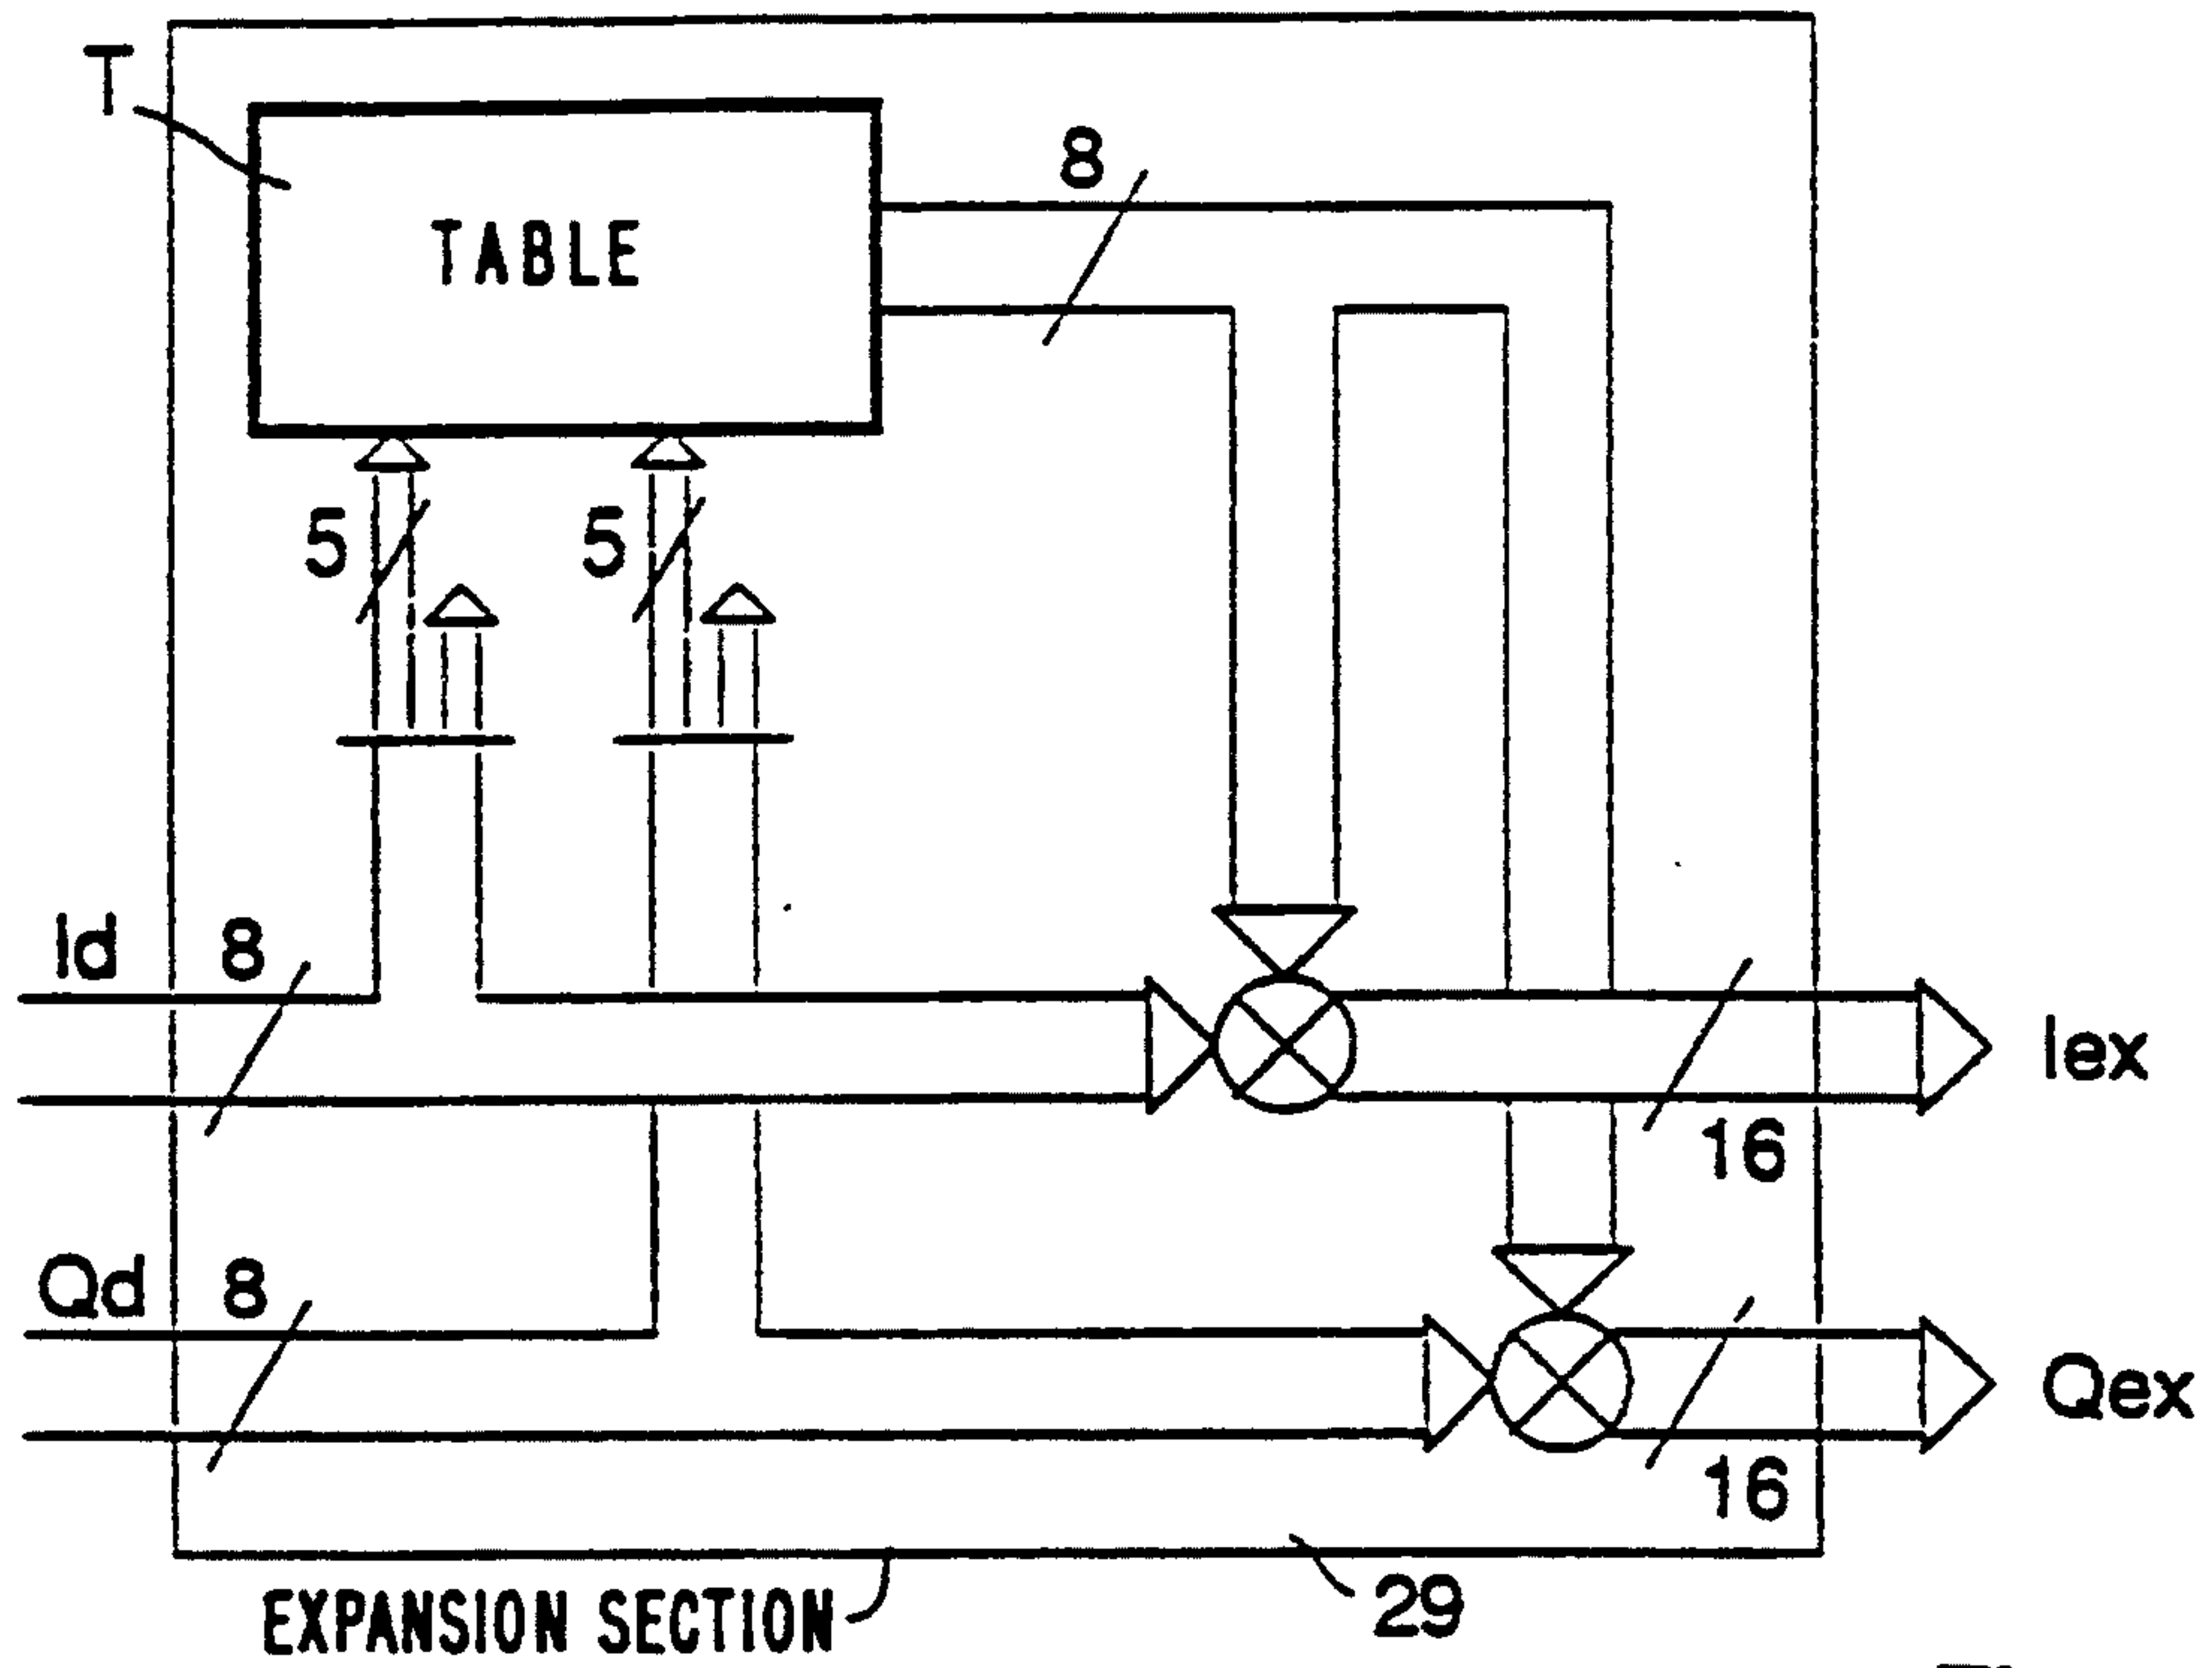 T
8
TABLE
5 5
Id 8
Iex
16
Qd 8
Qex
16
EXPANSION SECTION
29